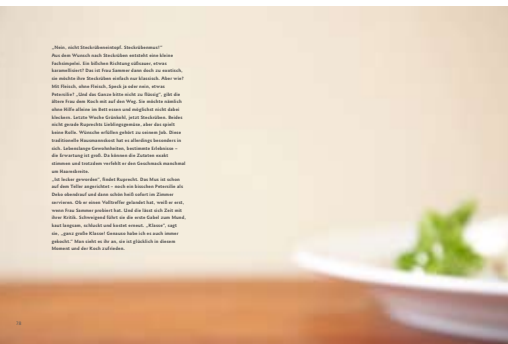 „Nein, nicht Steckrübeneintopf. Steckrübenmus!“
Aus dem Wunsch nach Steckrüben entsteht eine kleine
Fachsimpelei. Ein bißchen Richtung süßsauer, etwas
karamellisiert? Das ist Frau Sommer dann doch zu exotisch,
sie möchte ihre Steckrüben einfach nur klassisch. Aber wie?
Mit Fleisch, ohne Fleisch, Speck ja oder nein, etwas
Petersilie? „Und das Ganze bitte nicht zu flüssig“, gibt die
ältere Frau dem Koch mit auf den Weg. Sie möchte nämlich
ohne Hilfe alleine im Bett essen und möglichst nicht dabei
kleckern. Letzte Woche Grünkohl, jetzt Steckrüben. Beides
nicht gerade Ruprechts Lieblingsgemüse, aber das spielt
keine Rolle. Wünsche erfüllen gehört zu seinem Job. Diese
traditionelle Hausmannskost hat es allerdings besonders in
sich. Lebenslange Gewohnheiten, bestimmte Erlebnisse –
die Erwartung ist groß. Da können die Zutaten exakt
stimmen und trotzdem verfehlt er den Geschmack manchmal
um Haaresbreite.
„Ist lecker geworden“, findet Ruprecht. Das Mus ist schon
auf dem Teller angerichtet – noch ein bisschen Petersilie als
Deko obendrauf und dann schön heiß sofort im Zimmer
servieren. Ob er einen Volltreffer gelandet hat, weiß er erst,
wenn Frau Sommer probiert hat. Und die lässt sich Zeit mit
ihrer Kritik. Schweigend führt sie die erste Gabel zum Mund,
kaut langsam, schluckt und kostet erneut. „Klasse“, sagt
sie, „ganz große Klasse! Genauso habe ich es auch immer
gekocht.“ Man sieht es ihr an, sie ist glücklich in diesem
Moment und der Koch zufrieden.